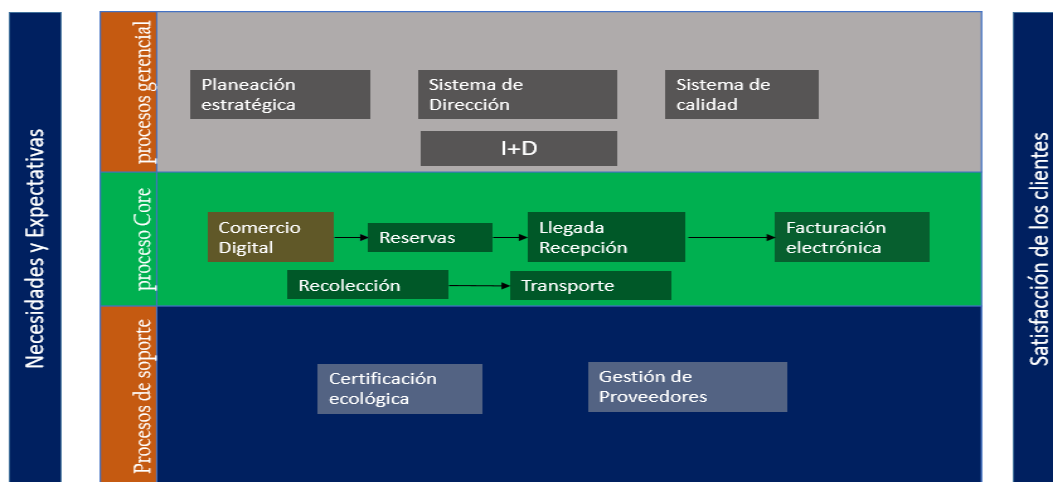 Necesidades y Expectativas
procesos gerencial
Planeación
estratégica
Sistema de
Dirección
Sistema de
calidad
I+D
proceso Core
Comercio
Digital
Reservas
Llegada
Recepción
Facturación
electrónica
Recolección
Transporte
Procesos de soporte
Certificación
ecológica
Gestión de
Proveedores
Satisfacción de los clientes